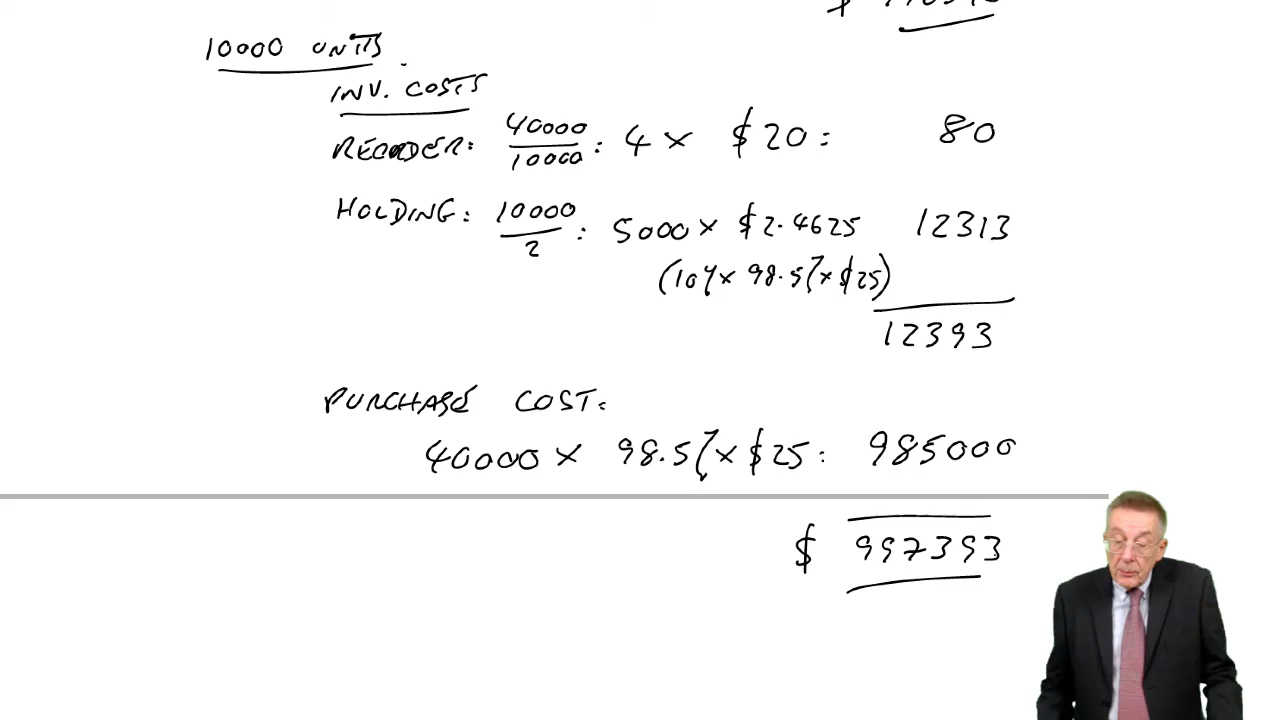 $
10000 UNITS.
INV. COSTS
REORDER: 40000/10000 : 4 × $20 : 80
HOLDING: 10000/2 : 5000 × $2.4625 12313
(10% × 98.5% × $25)
12393
PURCHASE COST:
40000 × 98.5% × $25 : 985000
$ 997393